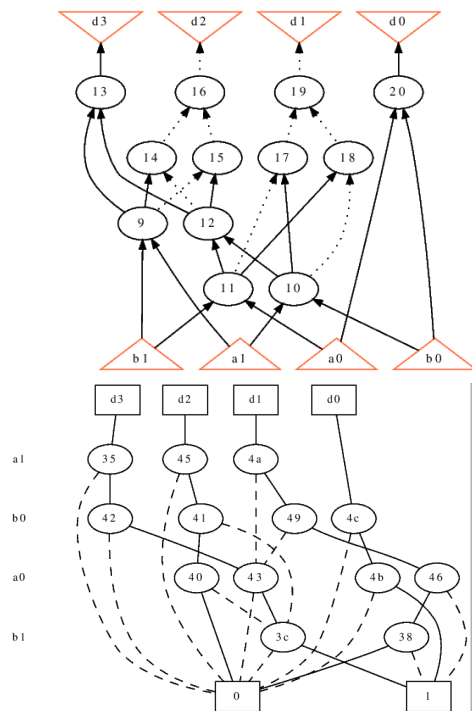 d3 d2 d1 d0
13 16 19 20
14 15 17 18
9 12
11 10
b1 a1 a0 b0
d3 d2 d1 d0
a1 35 45 4a
b0 42 41 49 4c
a0 40 43 4b 46
b1 3c 38
0 1